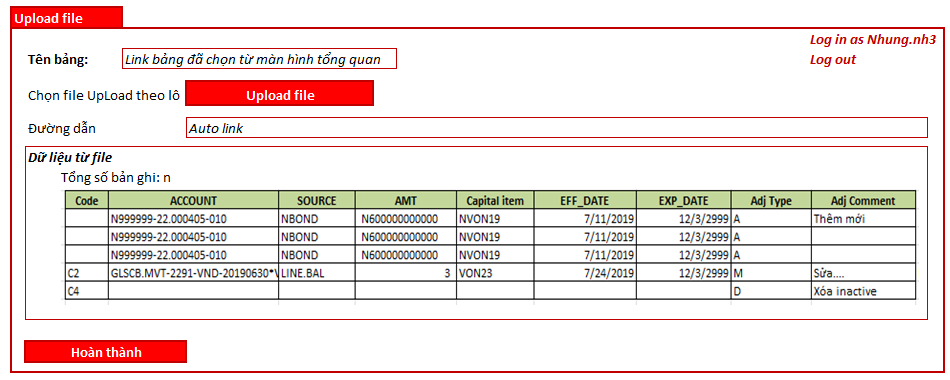 Upload file
Log in as Nhung.nh3
Tên bảng: Link bảng đã chọn từ màn hình tổng quan Log out
Chọn file UpLoad theo lô Upload file
Đường dẫn Auto link
Dữ liệu từ file
Tổng số bản ghi: n
Code ACCOUNT SOURCE AMT Capital item EFF_DATE EXP_DATE Adj Type Adj Comment
N999999-22.000405-010 NBOND N600000000000 NVON19 7/11/2019 12/3/2999 A Thêm mới
N999999-22.000405-010 NBOND N600000000000 NVON19 7/11/2019 12/3/2999 A
N999999-22.000405-010 NBOND N600000000000 NVON19 7/11/2019 12/3/2999 A
C2 GLSCB.MVT-2291-VND-20190630*V LINE.BAL 3 VON23 7/24/2019 12/3/2999 M Sửa....
C4 D Xóa inactive
Hoàn thành